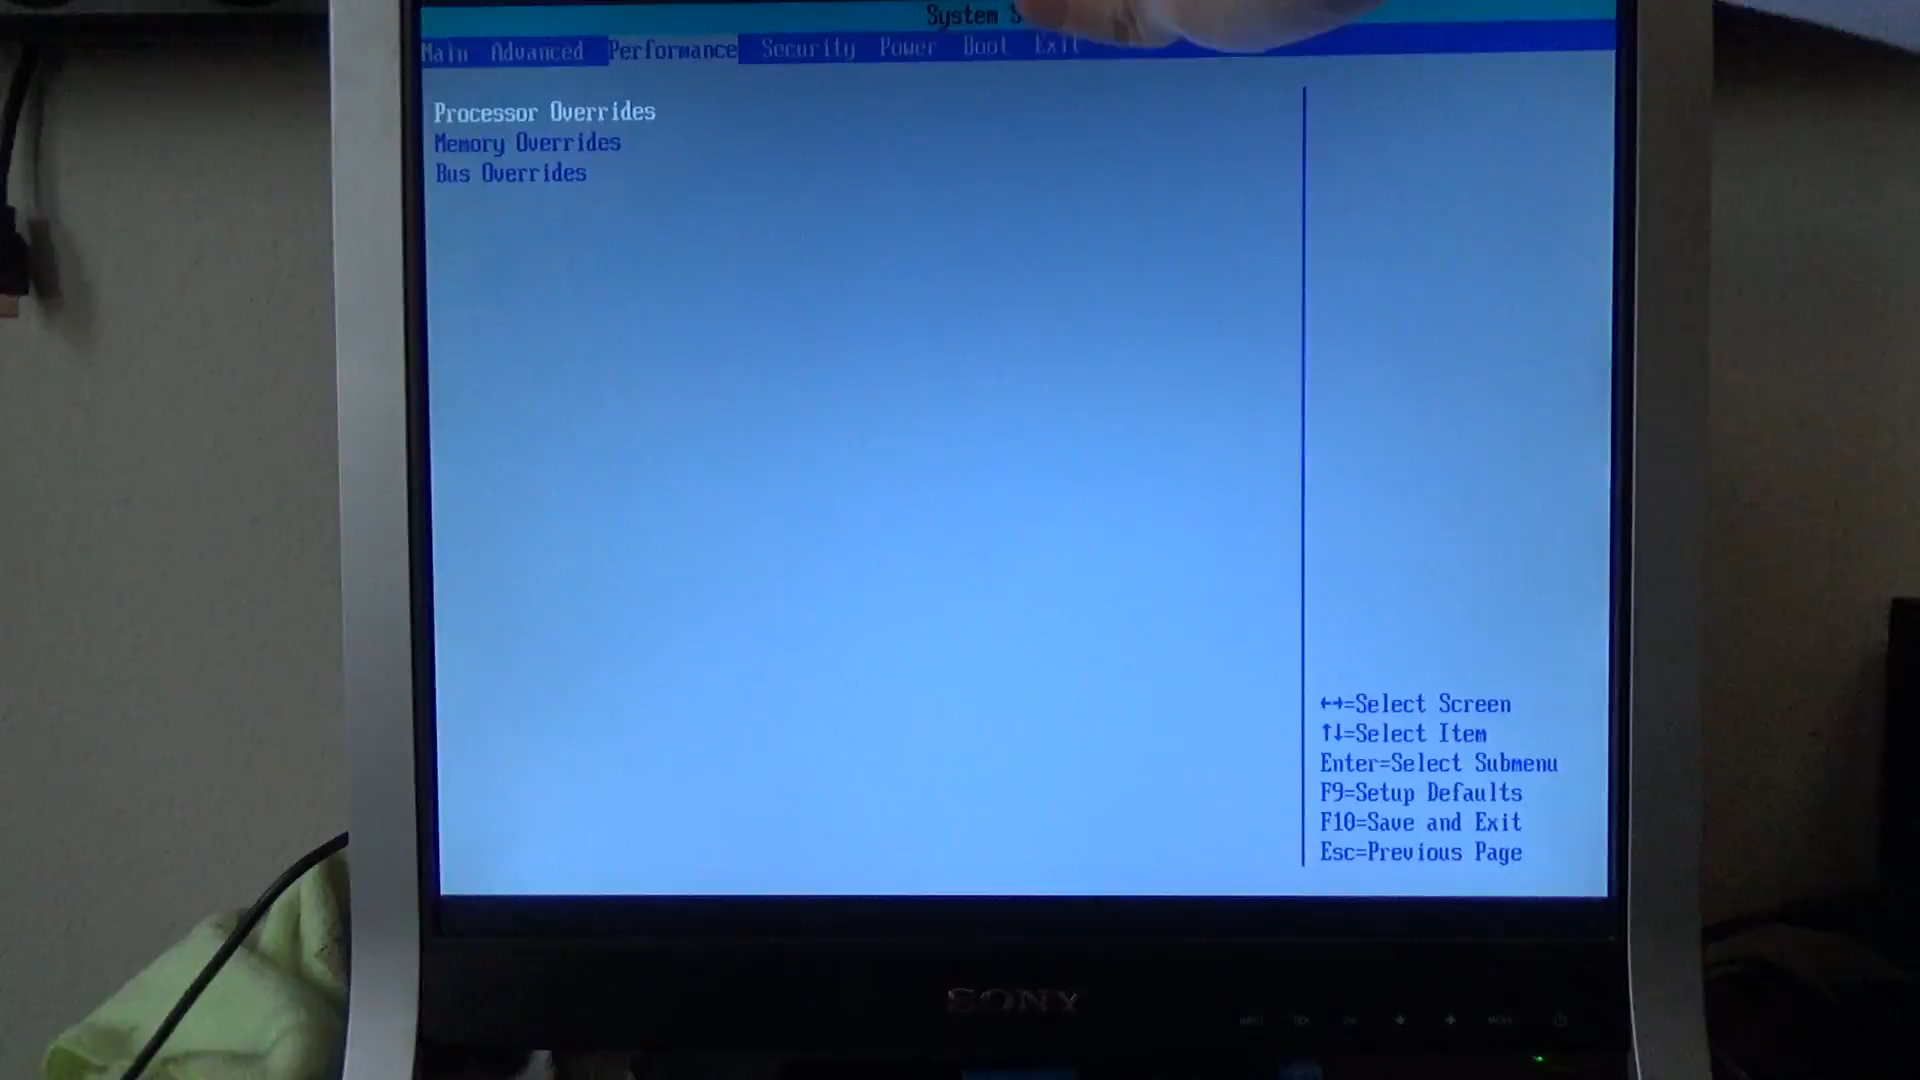 System S
Main Advanced Performance Security Power Boot Exit
Processor Overrides
Memory Overrides
Bus Overrides
←→=Select Screen
↑↓=Select Item
Enter=Select Submenu
F9=Setup Defaults
F10=Save and Exit
Esc=Previous Page
SONY